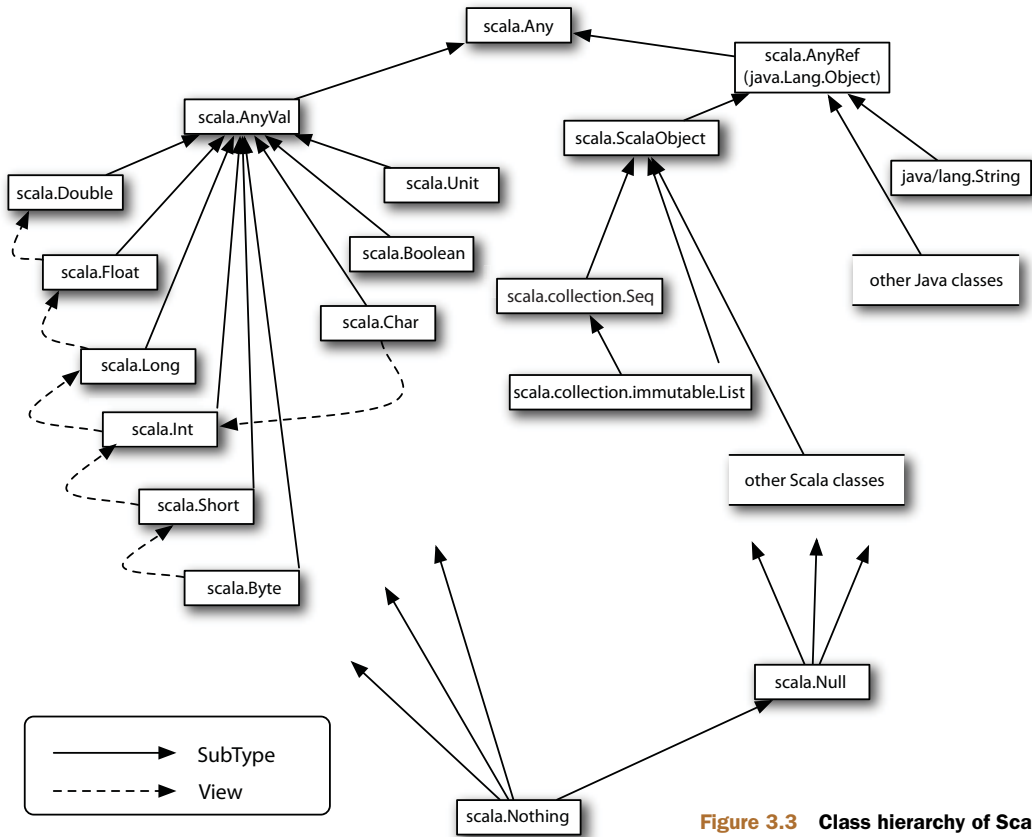 scala.Any
scala.AnyRef
(java.Lang.Object)
scala.AnyVal
scala.ScalaObject
scala.Double
scala.Unit
java/lang.String
scala.Float
scala.Boolean
other Java classes
scala.collection.Seq
scala.Char
scala.Long
scala.collection.immutable.List
scala.Int
other Scala classes
scala.Short
scala.Byte
scala.Null
SubType
View
scala.Nothing
Figure 3.3 Class hierarchy of Sca